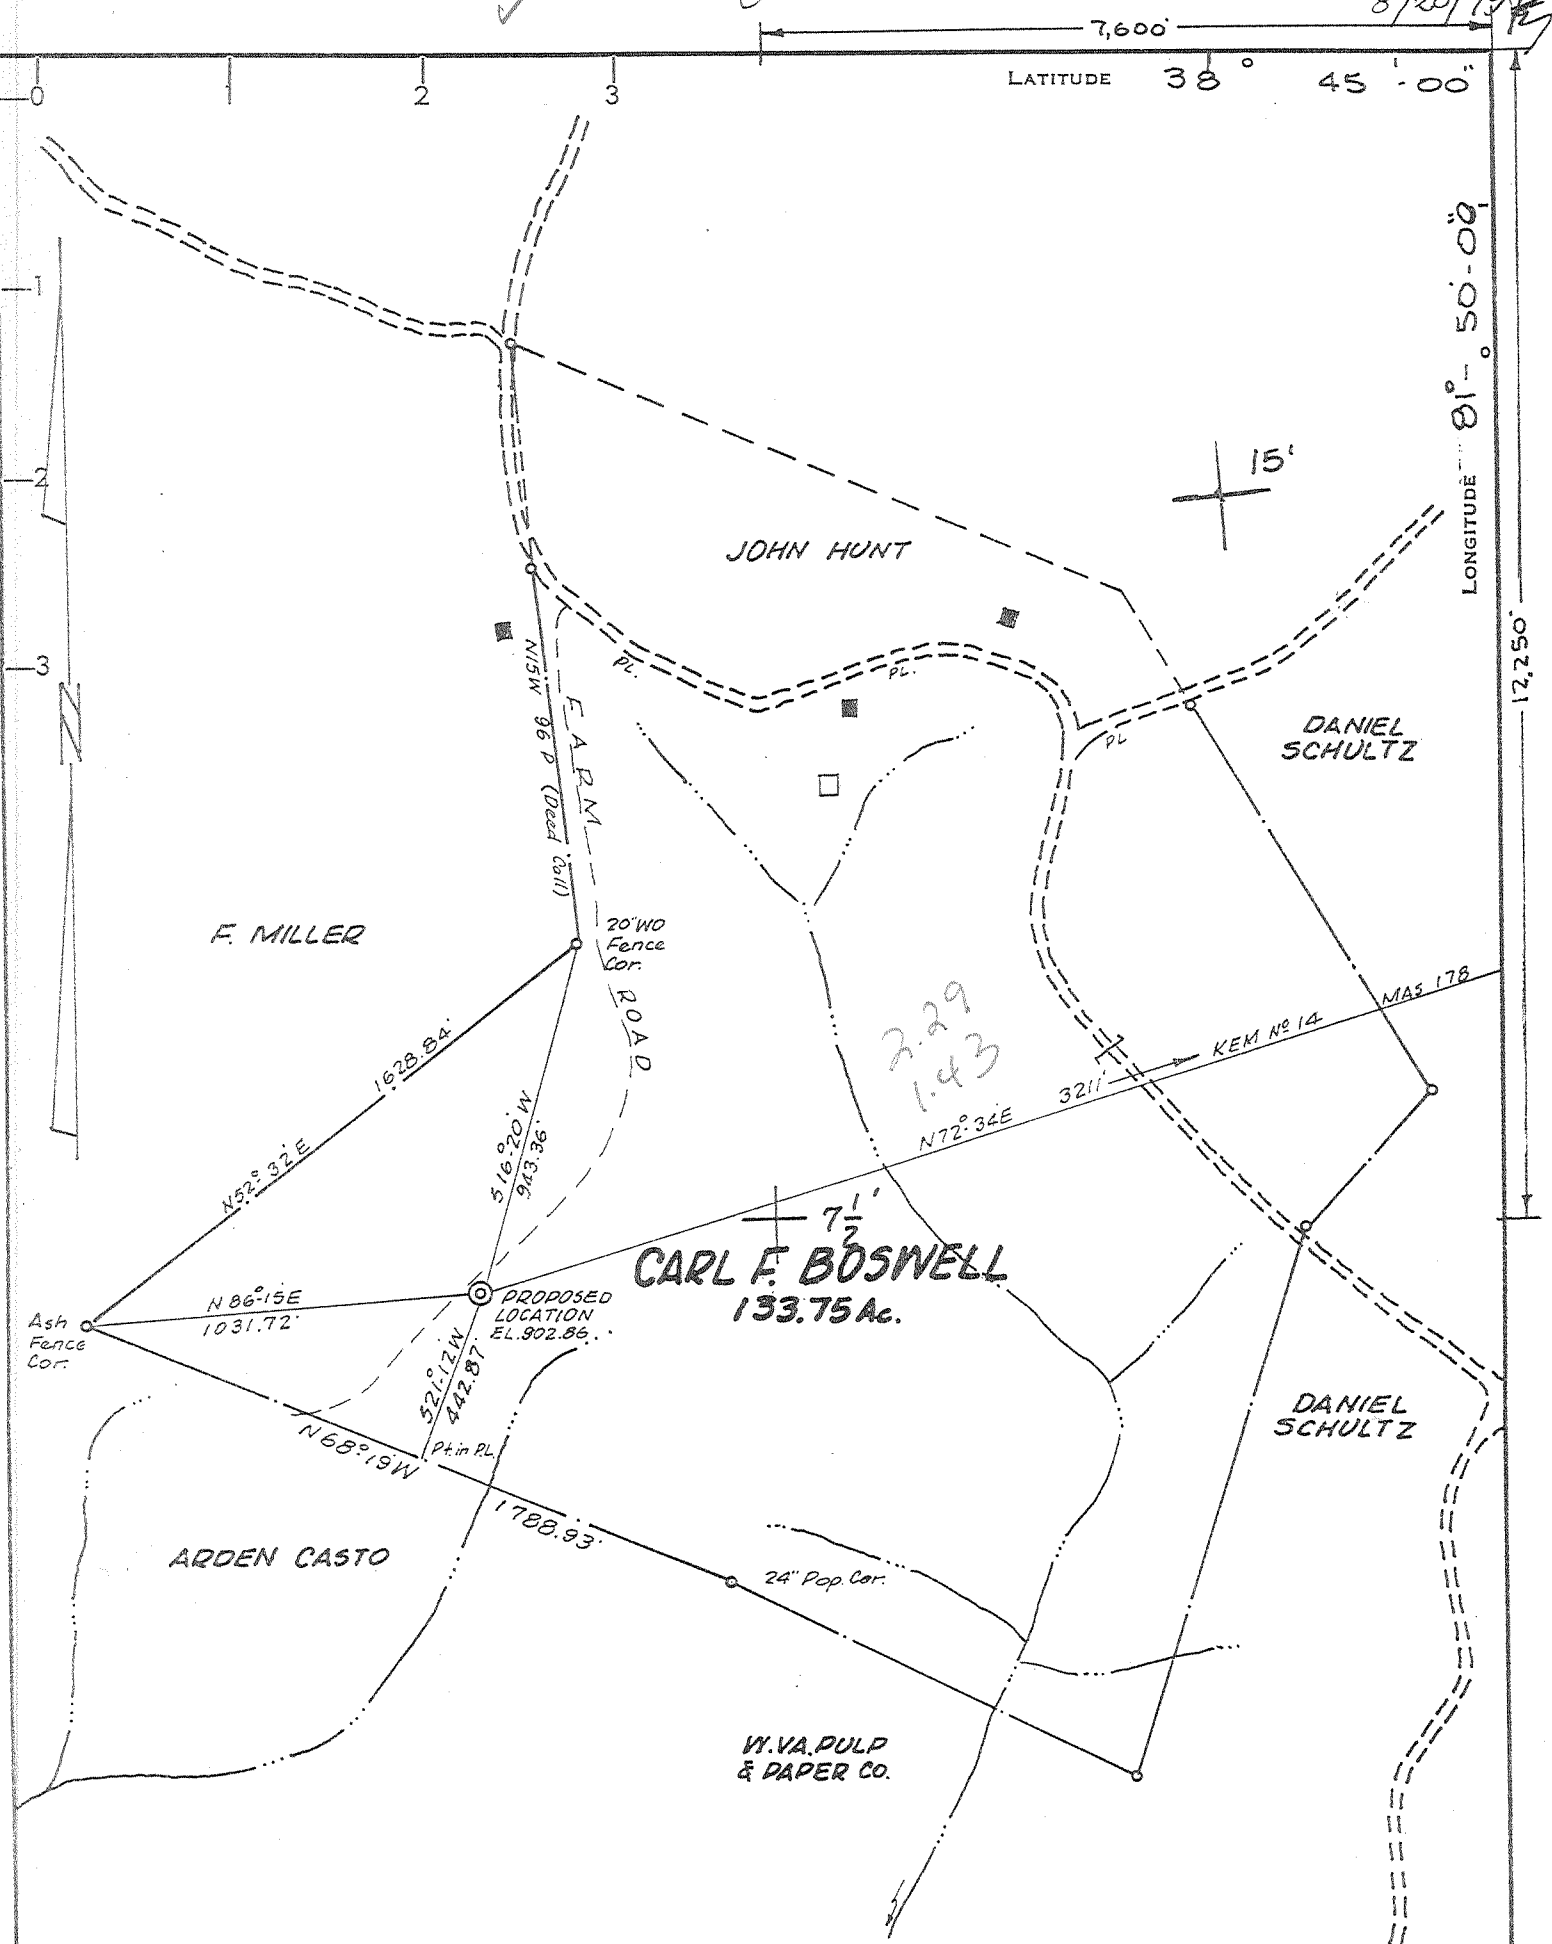 7,600'
LATITUDE 38° 45'-00"
0 1 2 3
1
2
3
LONGITUDE 81°-50'-00"
12,250'
15'
JOHN HUNT
PL.
PL.
PL
DANIEL
SCHULTZ
N15W 96 P (Deed Call)
FARM ROAD
F. MILLER
20" WO
Fence
Cor.
2.29
1.43
MAS 178
KEM Nº 14
3211'
N72°-34'E
1628.84'
N52°-32'E
S16°-20'W
943.36'
7 1/2'
CARL F. BOSWELL
133.75 Ac.
N86°-15'E
1031.72'
PROPOSED
LOCATION
EL. 902.86
Ash
Fence
Cor.
S21°-12'W
442.87'
Pt. in P.L.
N68°-19'W
1788.93'
DANIEL
SCHULTZ
ARDEN CASTO
24" Pop. Cor.
W. VA. PULP
& PAPER CO.